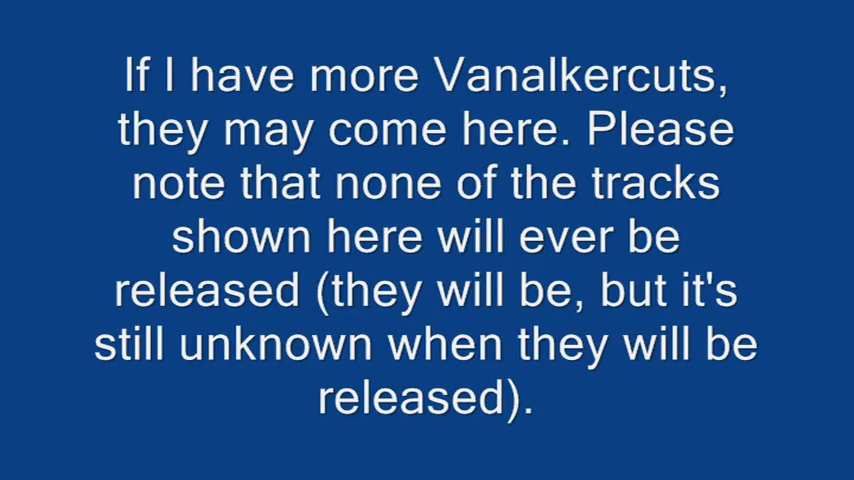 If I have more Vanalkercuts,
they may come here. Please
note that none of the tracks
shown here will ever be
released (they will be, but it's
still unknown when they will be
released).